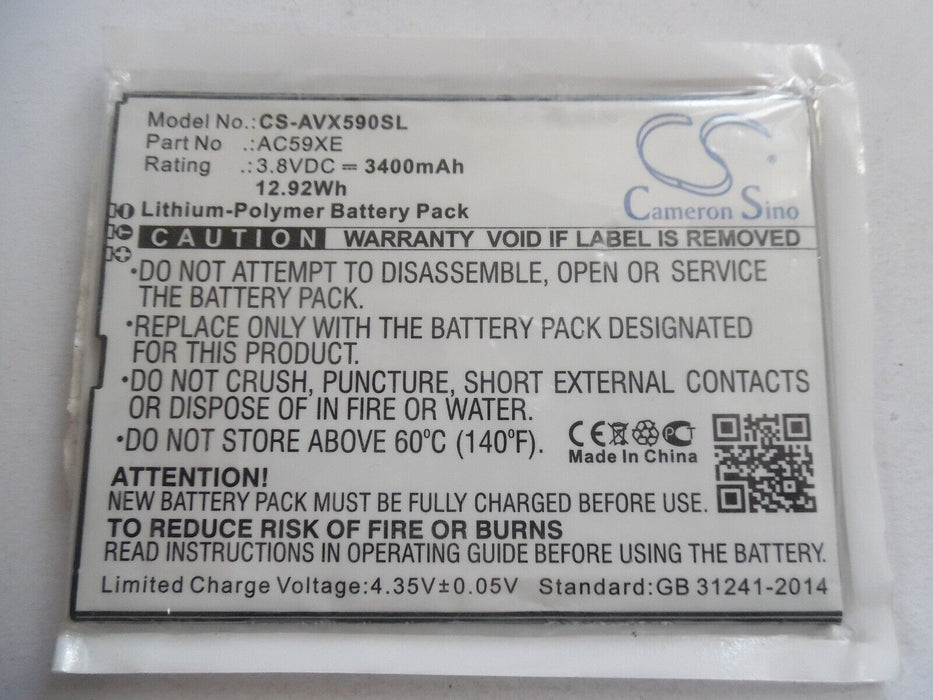 Model No.:CS-AVX590SL
Part No .:AC59XE
Rating .:3.8VDC ⎓ 3400mAh
12.92Wh
CS®
Cameron Sino
Lithium-Polymer Battery Pack
CAUTION WARRANTY VOID IF LABEL IS REMOVED
•DO NOT ATTEMPT TO DISASSEMBLE, OPEN OR SERVICE
THE BATTERY PACK.
•REPLACE ONLY WITH THE BATTERY PACK DESIGNATED
FOR THIS PRODUCT.
•DO NOT CRUSH, PUNCTURE, SHORT EXTERNAL CONTACTS
OR DISPOSE OF IN FIRE OR WATER.
•DO NOT STORE ABOVE 60ºC (140ºF).
CE PCT
Made In China
ATTENTION!
NEW BATTERY PACK MUST BE FULLY CHARGED BEFORE USE.
TO REDUCE RISK OF FIRE OR BURNS
READ INSTRUCTIONS IN OPERATING GUIDE BEFORE USING THE BATTERY.
Limited Charge Voltage:4.35V±0.05V Standard:GB 31241-2014